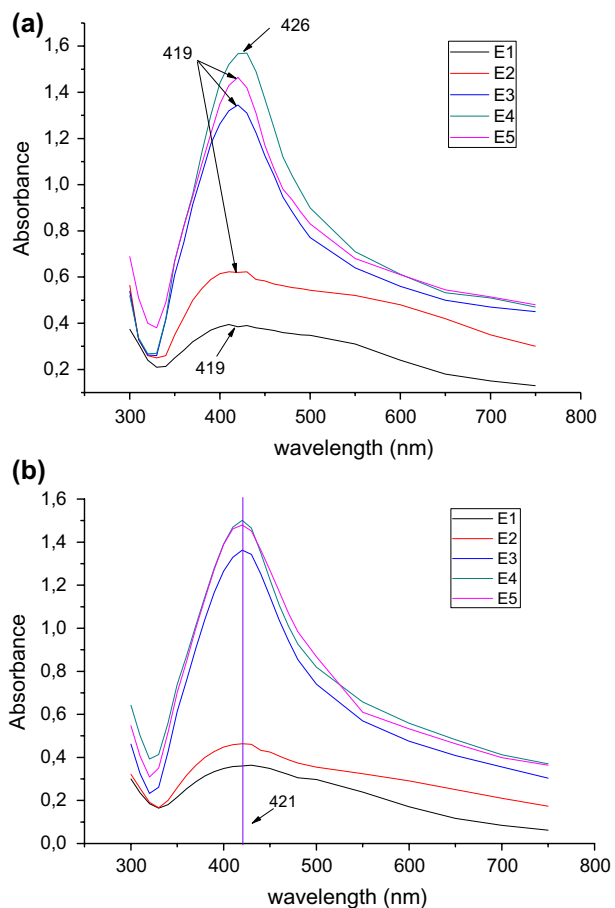 (a)
426
419
419
E1
E2
E3
E4
E5
1,6
1,4
1,2
1,0
0,8
0,6
0,4
0,2
Absorbance
300 400 500 600 700 800
wavelength (nm)
(b)
1,6
1,4
1,2
1,0
0,8
0,6
0,4
0,2
0,0
Absorbance
E1
E2
E3
E4
E5
421
300 400 500 600 700 800
wavelength (nm)